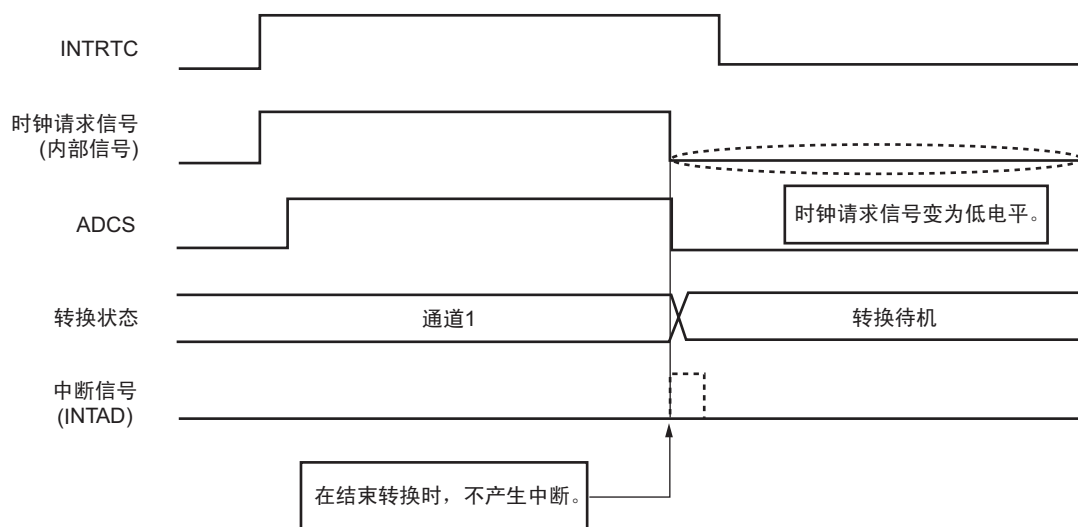 INTRTC
时钟请求信号
(内部信号)
时钟请求信号变为低电平。
ADCS
转换状态
通道1
转换待机
中断信号
(INTAD)
在结束转换时，不产生中断。